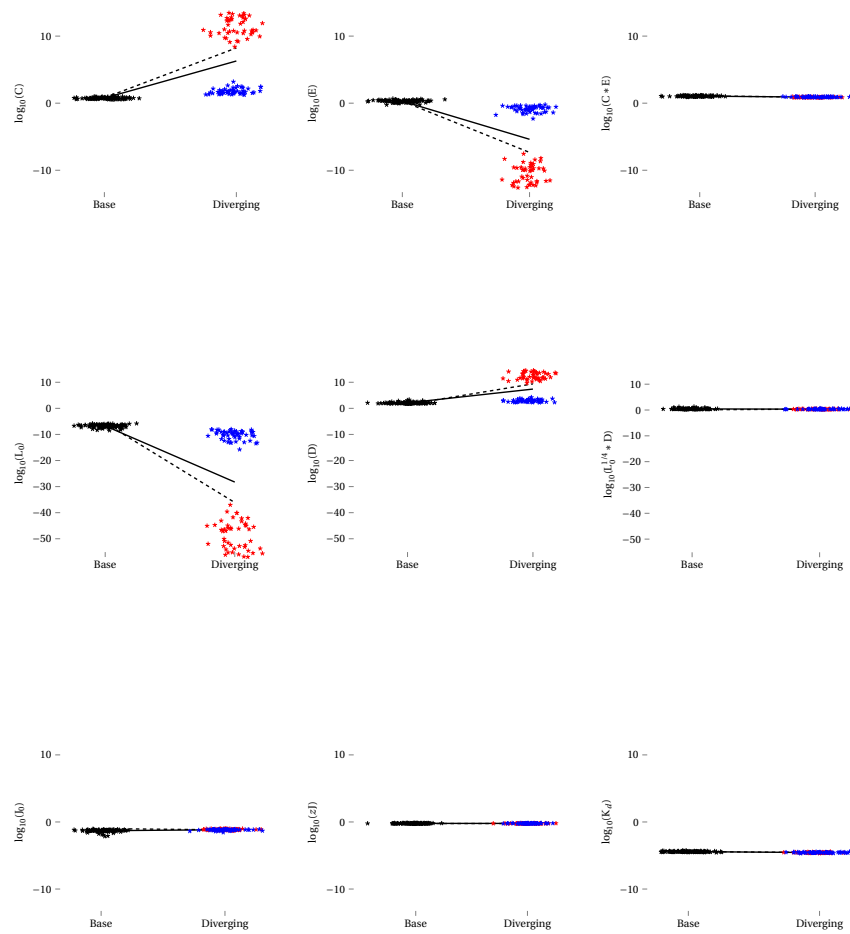 log10(C)
10
0
−10
Base
Diverging
log10(E)
10
0
−10
Base
Diverging
log10(C * E)
10
0
−10
Base
Diverging
log10(L0)
10
0
−10
−20
−30
−40
−50
Base
Diverging
log10(D)
10
0
−10
−20
−30
−40
−50
Base
Diverging
log10(L0^1/4 * D)
10
0
−10
−20
−30
−40
−50
Base
Diverging
log10(J0)
10
0
−10
Base
Diverging
log10(zJ)
10
0
−10
Base
Diverging
log10(Kd)
10
0
−10
Base
Diverging